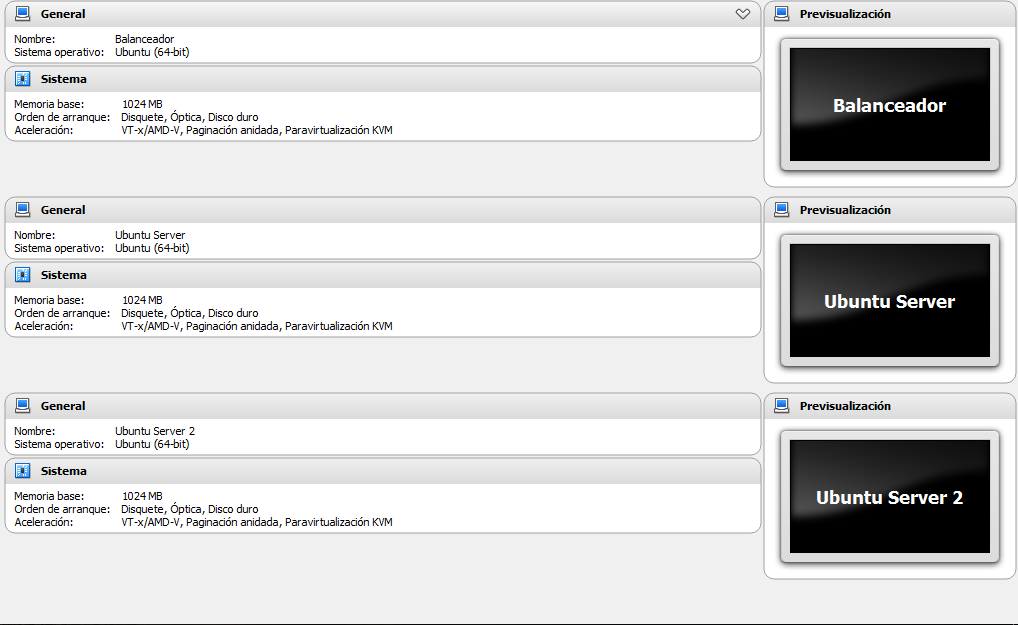 General
Nombre: Balanceador
Sistema operativo: Ubuntu (64-bit)
Sistema
Memoria base: 1024 MB
Orden de arranque: Disquete, Óptica, Disco duro
Aceleración: VT-x/AMD-V, Paginación anidada, Paravirtualización KVM
Previsualización
Balanceador
General
Nombre: Ubuntu Server
Sistema operativo: Ubuntu (64-bit)
Sistema
Memoria base: 1024 MB
Orden de arranque: Disquete, Óptica, Disco duro
Aceleración: VT-x/AMD-V, Paginación anidada, Paravirtualización KVM
Previsualización
Ubuntu Server
General
Nombre: Ubuntu Server 2
Sistema operativo: Ubuntu (64-bit)
Sistema
Memoria base: 1024 MB
Orden de arranque: Disquete, Óptica, Disco duro
Aceleración: VT-x/AMD-V, Paginación anidada, Paravirtualización KVM
Previsualización
Ubuntu Server 2